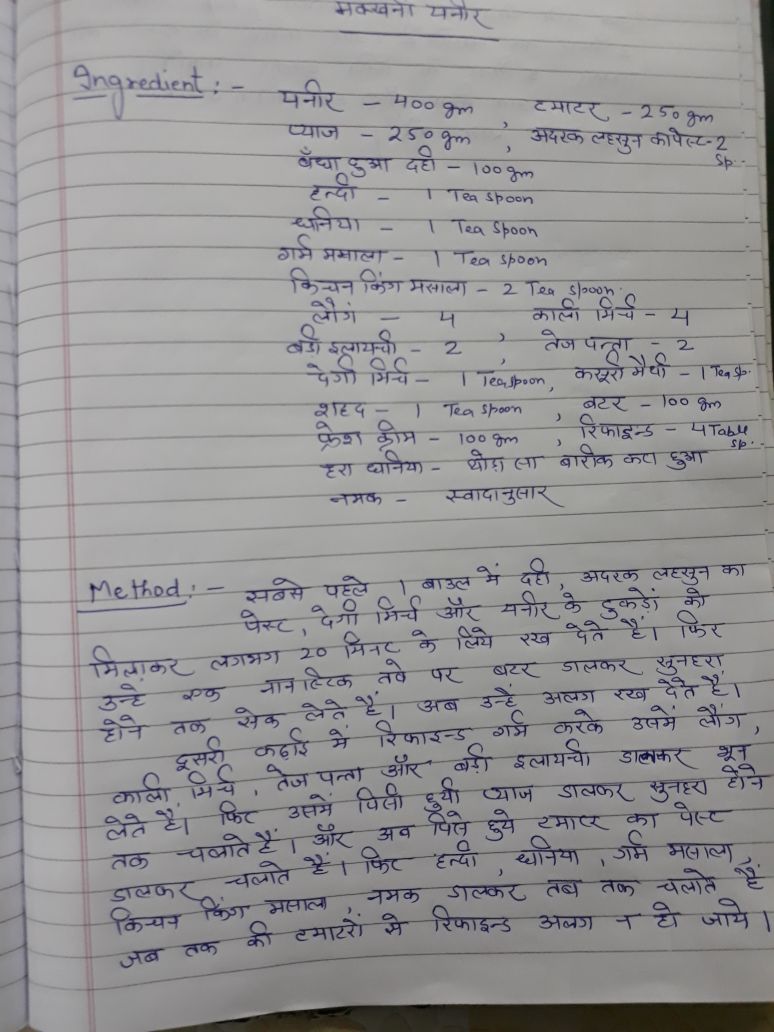 मक्खनी पनीर
Ingredient :-
पनीर - 400 gm , टमाटर - 250 gm
प्याज - 250 gm , अदरक लहसुन का पेस्ट - 2 sp.
बँधा हुआ दही - 100 gm
हल्दी - 1 Tea spoon
धनिया - 1 Tea spoon
गर्म मसाला - 1 Tea spoon
किचन किंग मसाला - 2 Tea spoon.
लौंग - 4 , काली मिर्च - 4
बड़ी इलायची - 2 , तेज पत्ता - 2
देगी मिर्च - 1 Teaspoon, कसूरी मैथी - 1 Tea sp.
शहद - 1 Tea spoon , बटर - 100 gm
फ्रेश क्रीम - 100 gm , रिफाइन्ड - 4 Table sp.
हरा धनिया - थोड़ा सा बारीक कटा हुआ
नमक - स्वादानुसार
Method :- सबसे पहले 1 बाउल में दही, अदरक लहसुन का
पेस्ट, देगी मिर्च और पनीर के टुकड़ों को
मिलाकर लगभग 20 मिनट के लिये रख देते हैं। फिर
उन्हे एक नानस्टिक तवे पर बटर डालकर सुनहरा
होने तक सेक लेते हैं। अब उन्हें अलग रख देते हैं।
दूसरी कढ़ाई में रिफाइन्ड गर्म करके उसमें लौंग,
काली मिर्च, तेज पत्ता और बड़ी इलायची डालकर भून
लेते है। फिर उसमें पिसी हुयी प्याज डालकर सुनहरा होने
तक चलाते हैं। और अब पिसे हुये टमाटर का पेस्ट
डालकर चलाते हैं। फिर हल्दी, धनिया, गर्म मसाला,
किचन किंग मसाला, नमक डालकर तब तक चलाते हैं
जब तक की टमाटरों से रिफाइन्ड अलग न हो जाये।